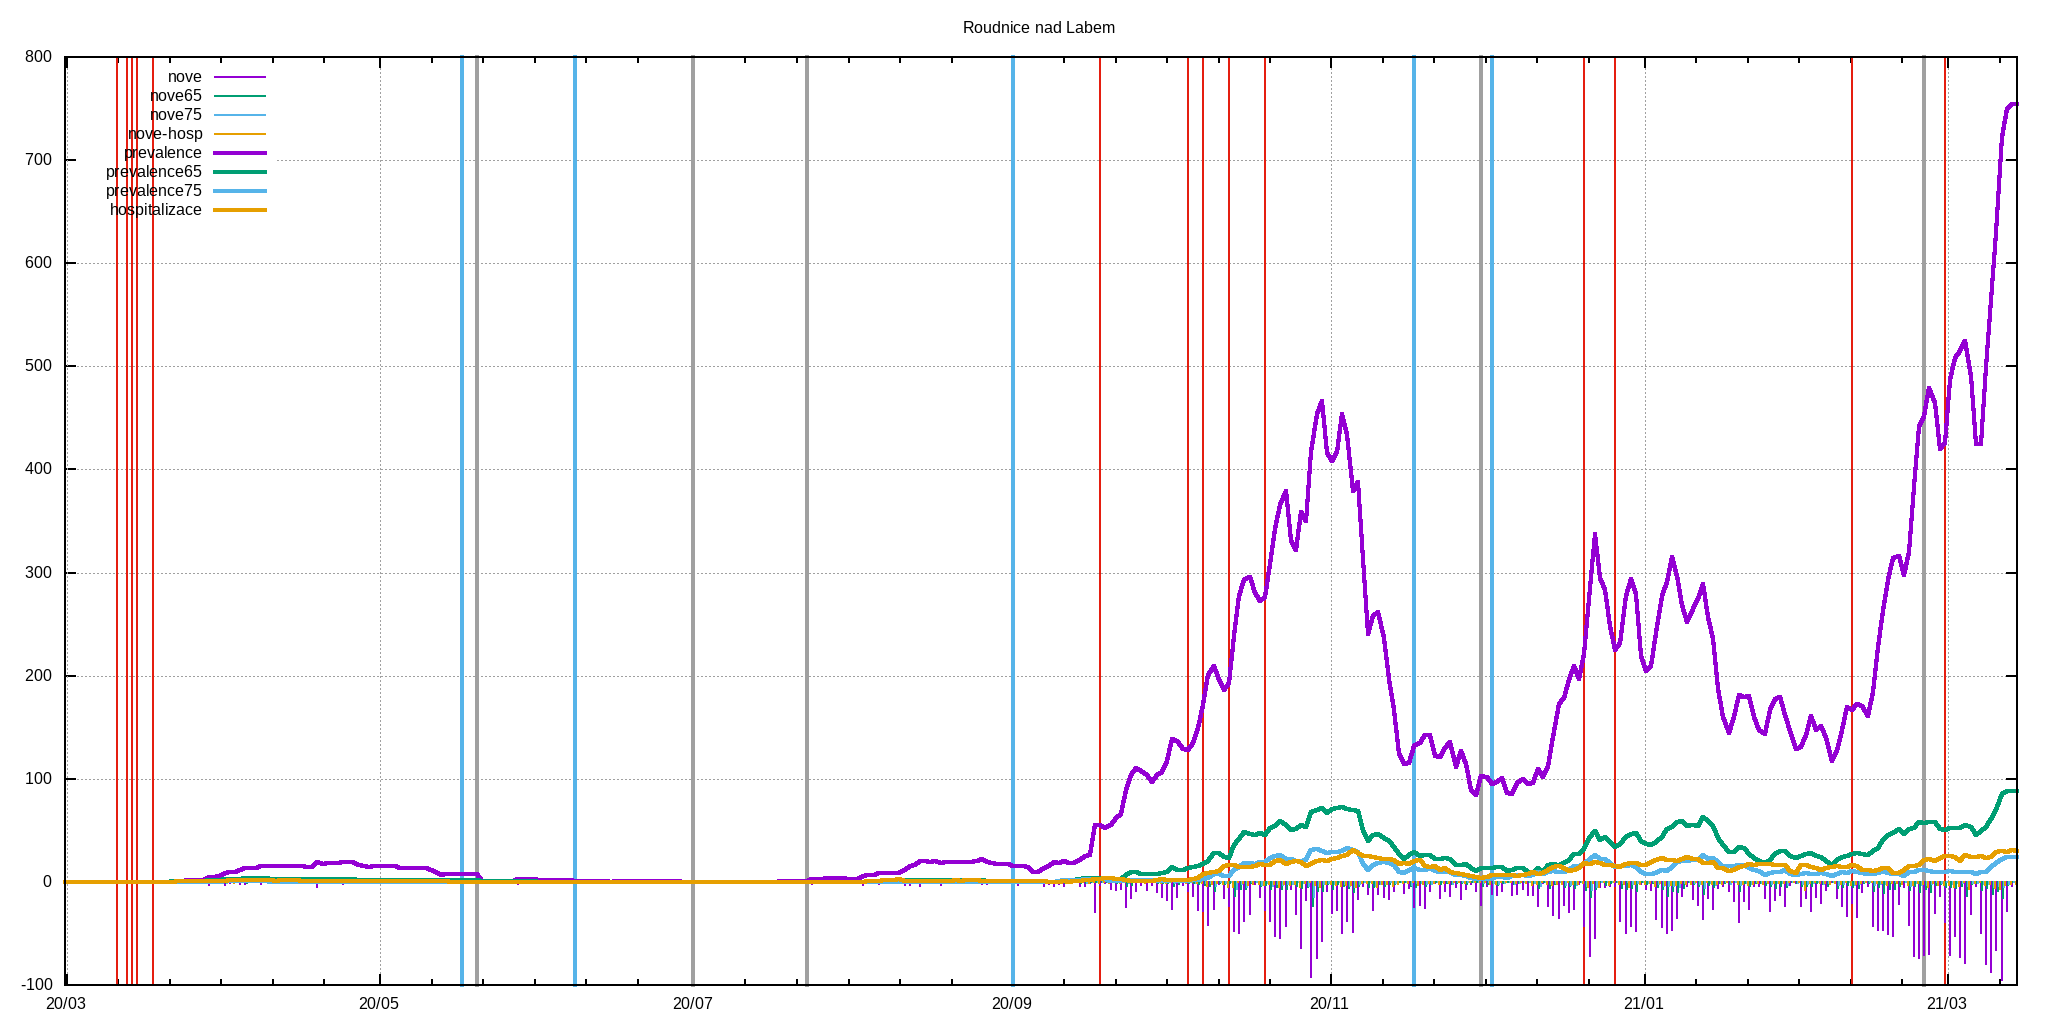 Roudnice nad Labem
800
700
600
500
400
300
200
100
0
-100
nove
nove65
nove75
nove-hosp
prevalence
prevalence65
prevalence75
hospitalizace
20/03 20/05 20/07 20/09 20/11 21/01 21/03